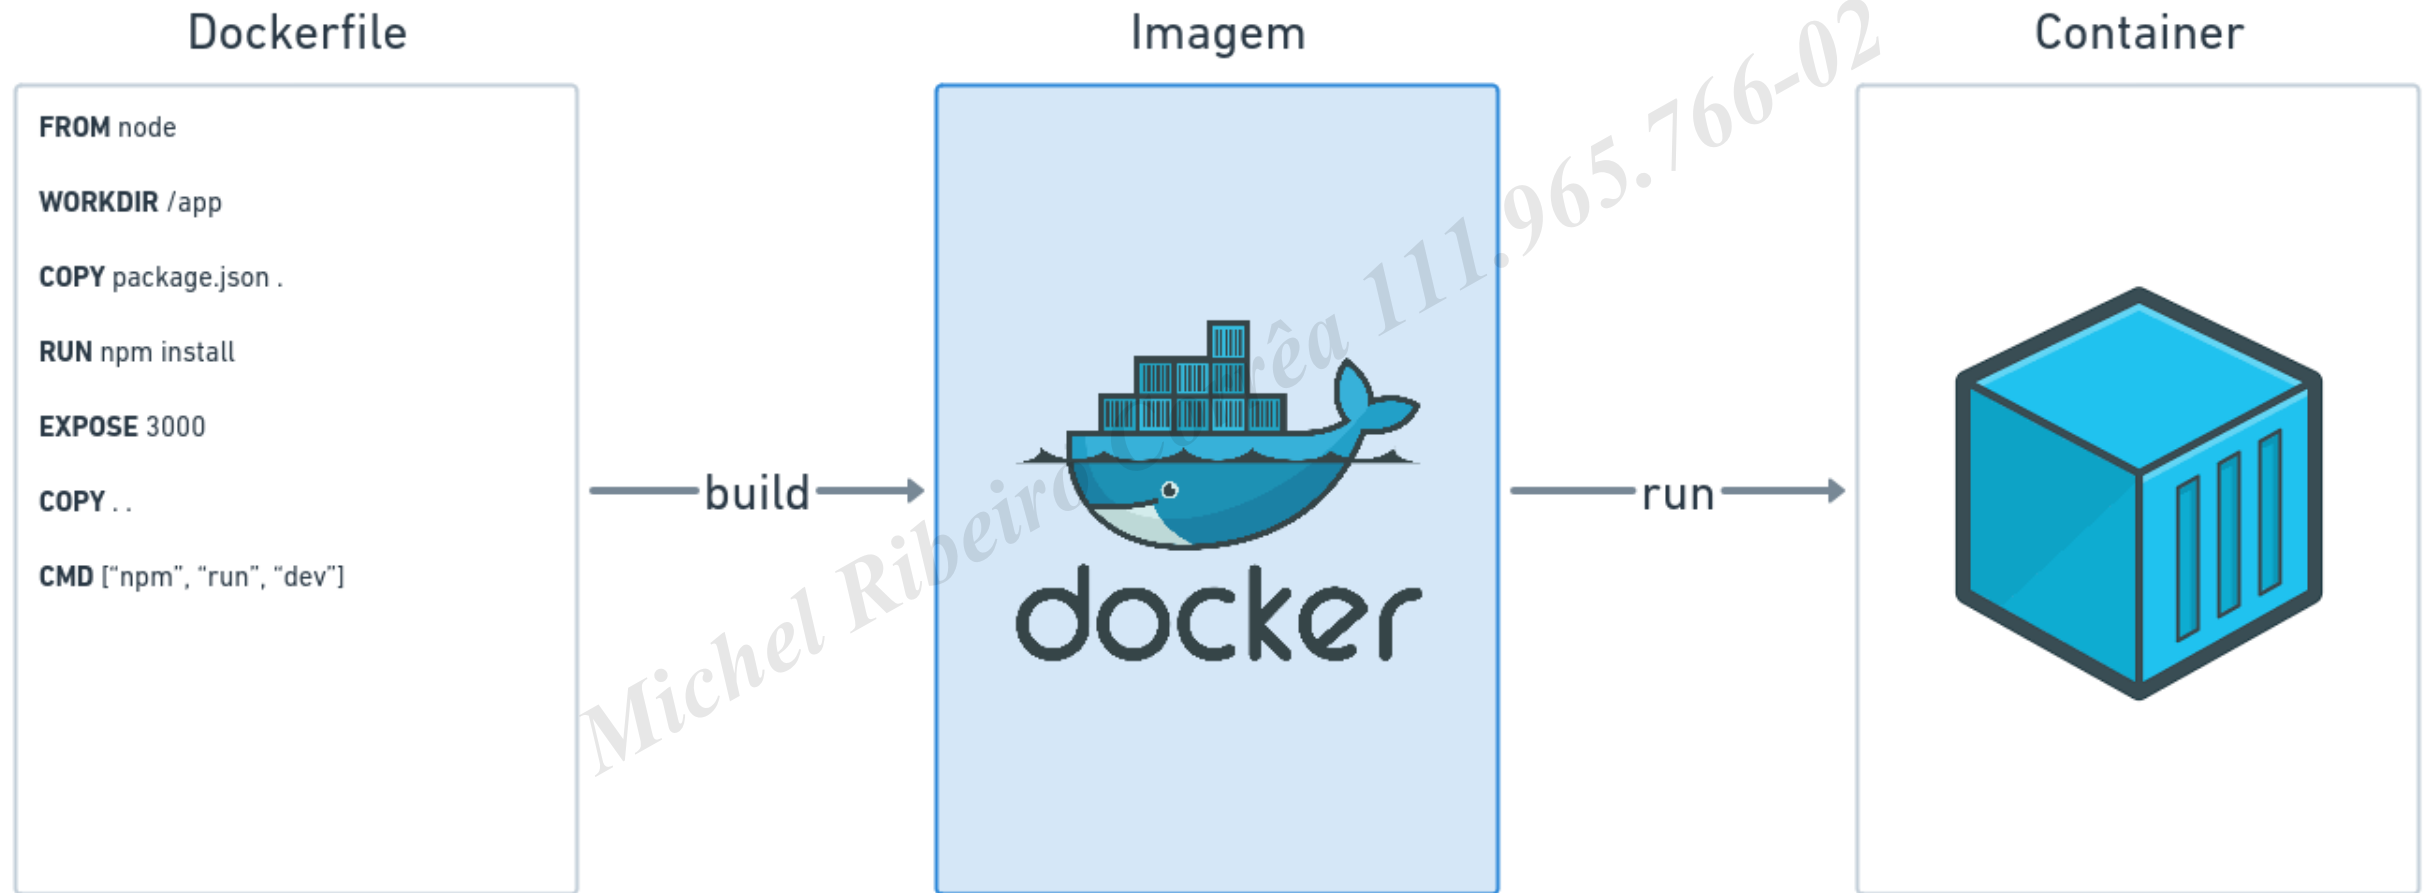 Dockerfile
Imagem
Container
FROM node
WORKDIR /app
COPY package.json .
RUN npm install
EXPOSE 3000
COPY . .
CMD [“npm”, “run”, “dev”]
build
docker
run
Michel Ribeiro Corrêa 111.965.766-02